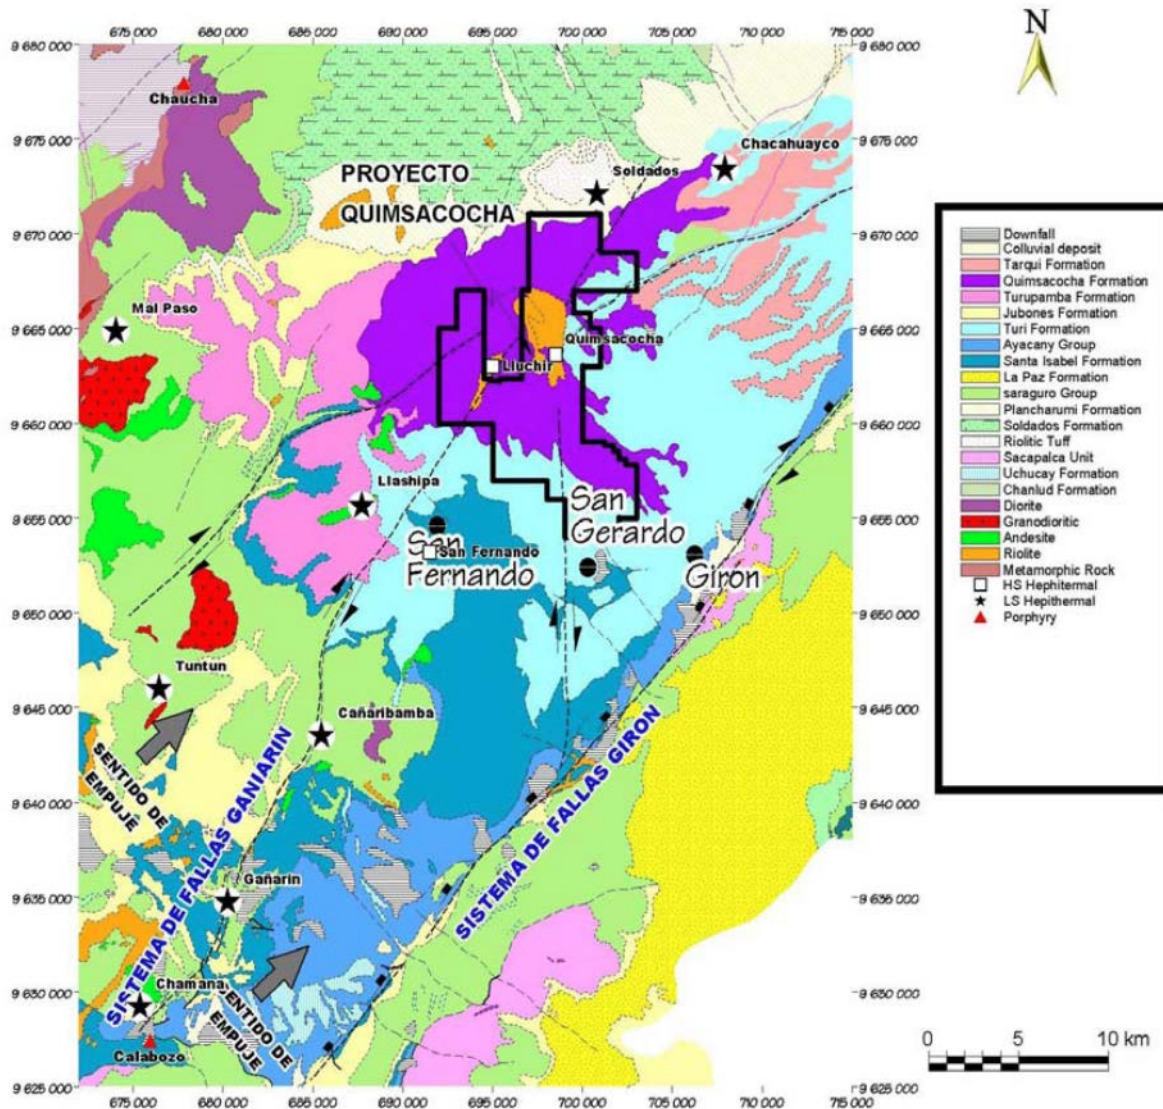 N
675 000 680 000 685 000 690 000 695 000 700 000 705 000 710 000 715 000
9 680 000 9 680 000
Chaucha
9 675 000 9 675 000
Chacahuayco
Soldados
PROYECTO
QUIMSACOCHA
9 670 000 9 670 000
Mal Paso
9 665 000 9 665 000
Quimsacocha
Lluchir
9 660 000 9 660 000
Llashipa
San
Gerardo
9 655 000 9 655 000
San
San Fernando
Fernando
Giron
9 650 000 9 650 000
Tuntun
9 645 000 9 645 000
Cañaribamba
SENTIDO DE
EMPUJE
SISTEMA DE FALLAS GANIARIN
SISTEMA DE FALLAS GIRON
9 640 000 9 640 000
Gañarin
9 635 000 9 635 000
Chamana
9 630 000 9 630 000
SENTIDO DE
EMPUJE
Calabozo
9 625 000 9 625 000
675 000 680 000 685 000 690 000 695 000 700 000 705 000 710 000 715 000
Downfall
Colluvial deposit
Tarqui Formation
Quimsacocha Formation
Turupamba Formation
Jubones Formation
Turi Formation
Ayacany Group
Santa Isabel Formation
La Paz Formation
saraguro Group
Plancharumi Formation
Soldados Formation
Riolitic Tuff
Sacapalca Unit
Uchucay Formation
Chanlud Formation
Diorite
Granodioritic
Andesite
Riolite
Metamorphic Rock
HS Hephitermal
LS Hepithermal
Porphyry
0 5 10 km